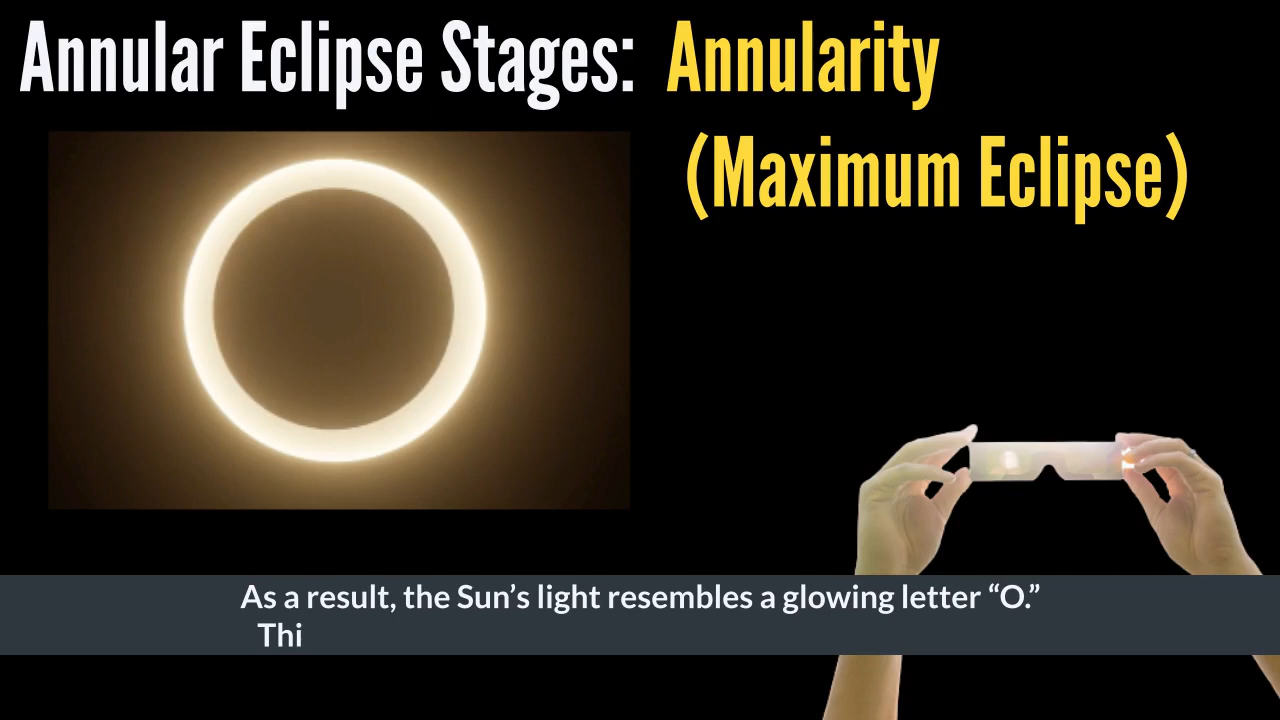 Annular Eclipse Stages: Annularity
(Maximum Eclipse)
As a result, the Sun’s light resembles a glowing letter “O.”
Thi